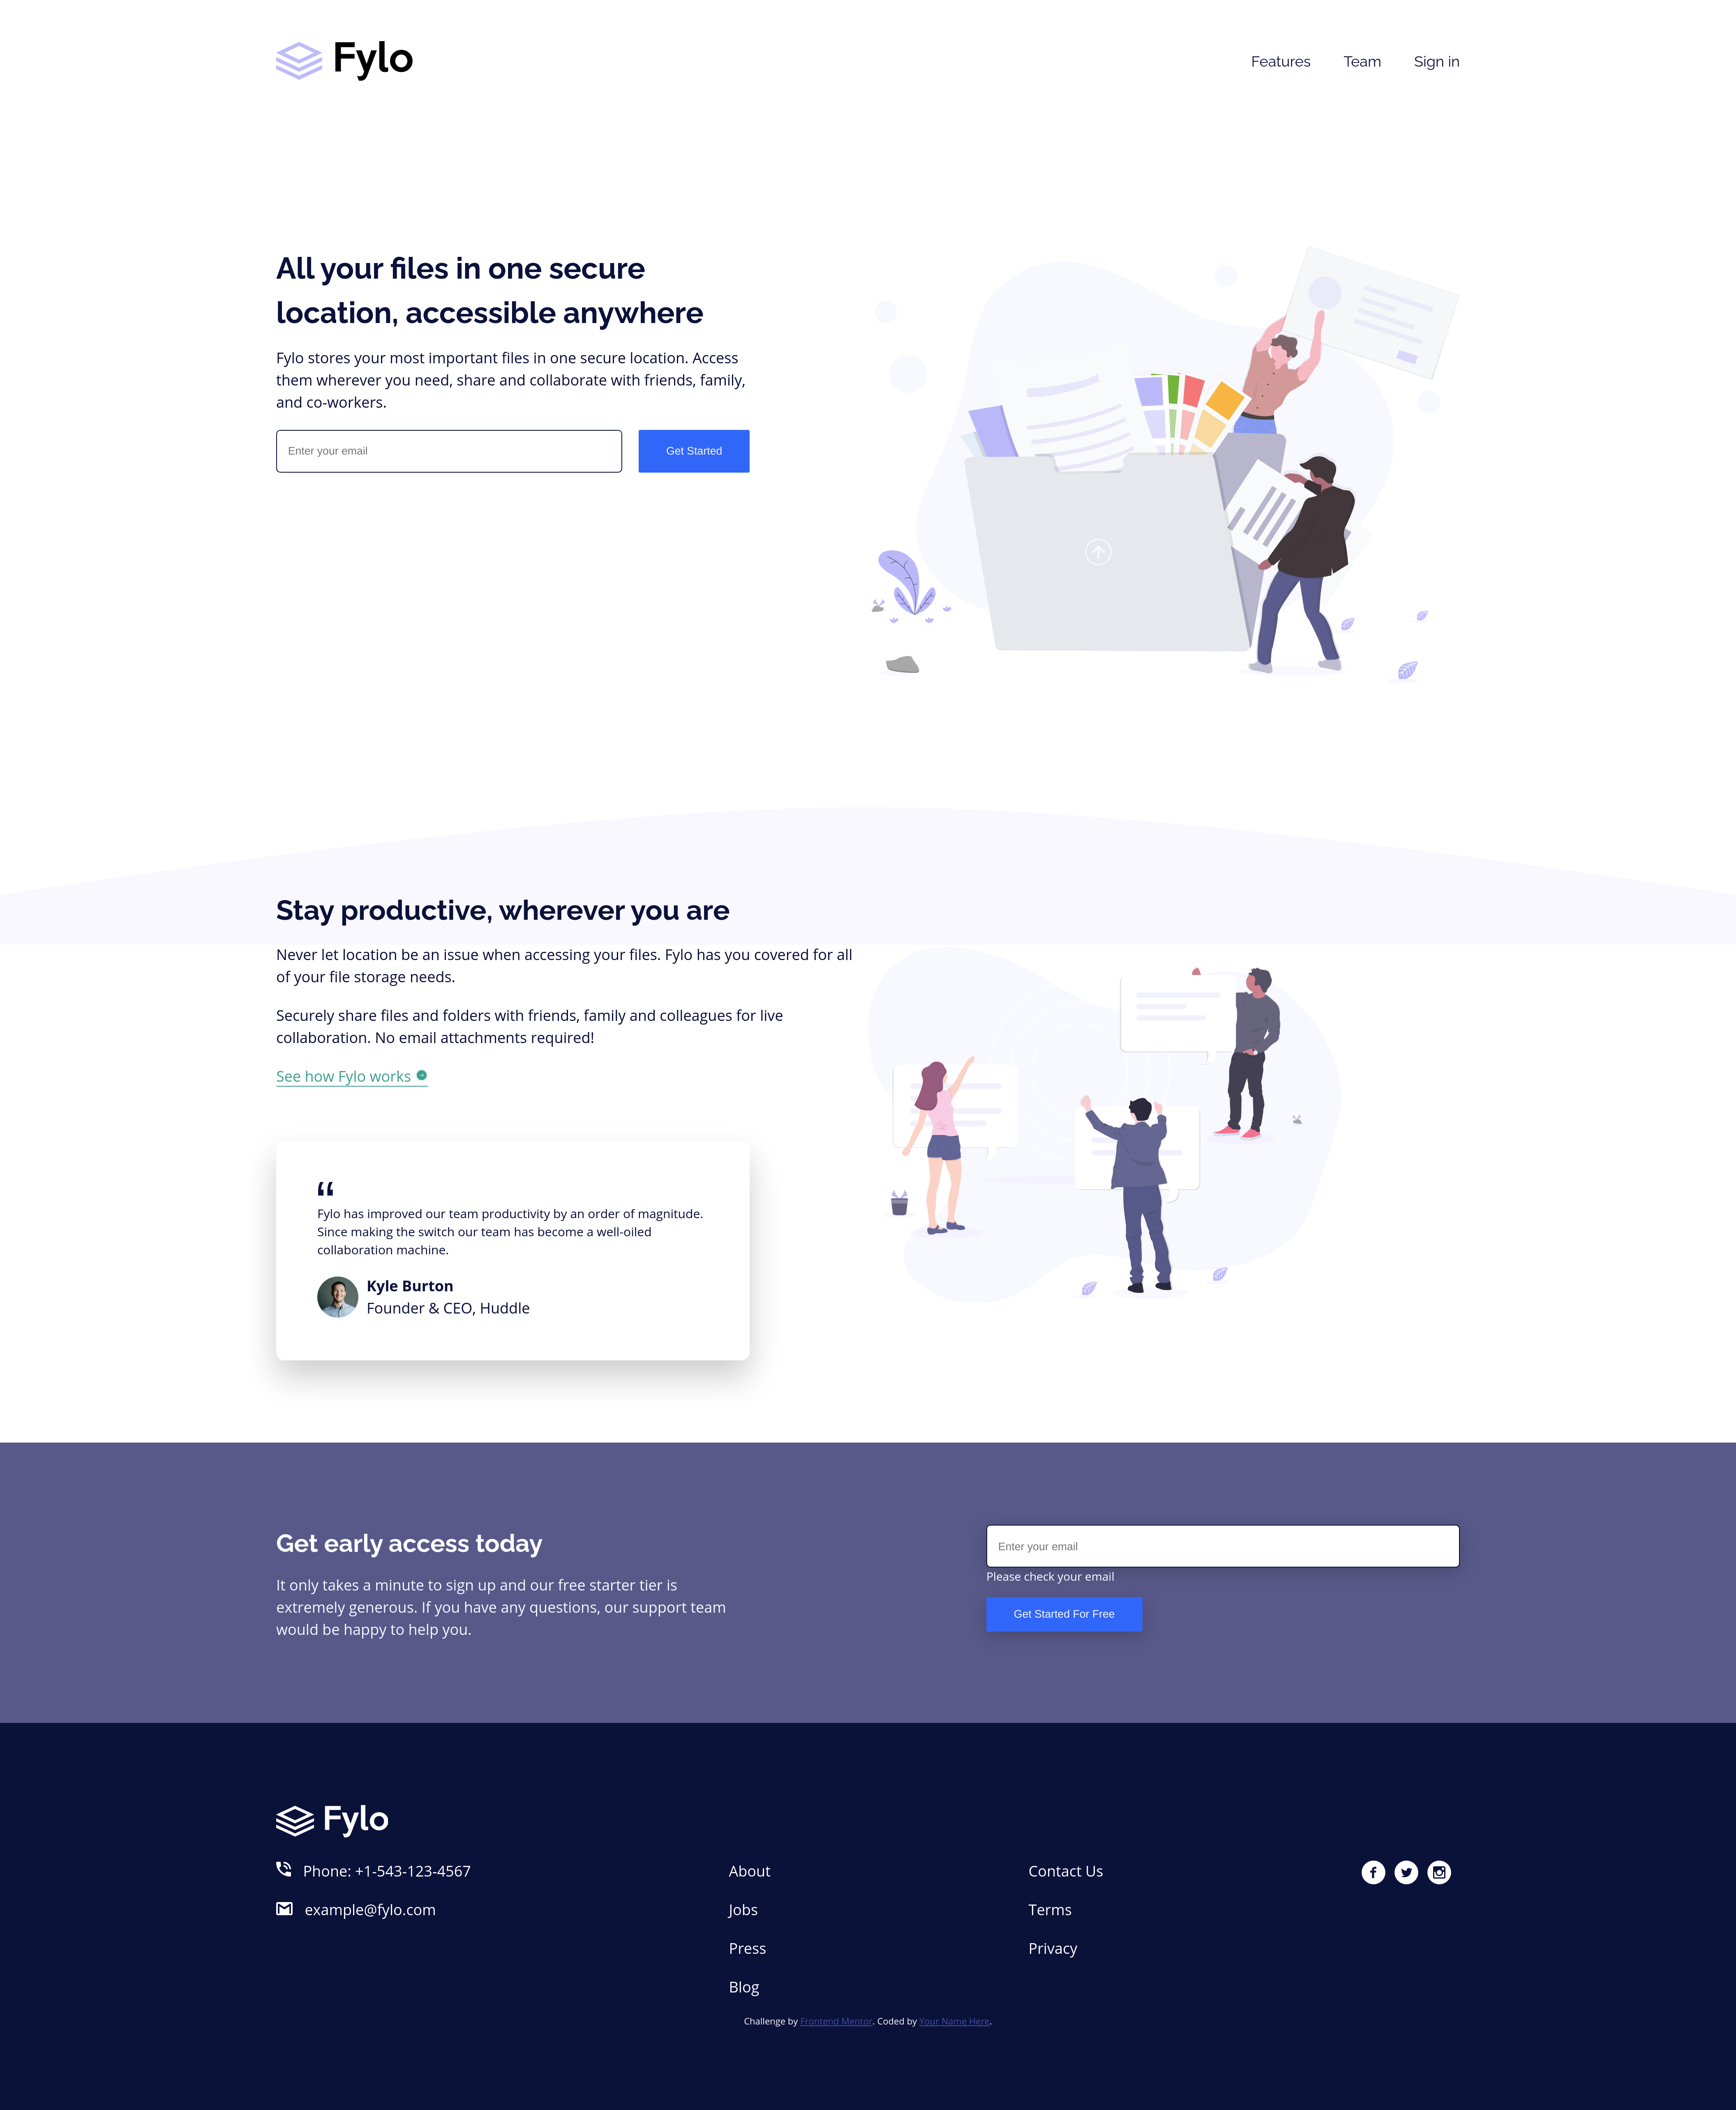 Fylo
Features Team Sign in
All your files in one secure
location, accessible anywhere
Fylo stores your most important files in one secure location. Access
them wherever you need, share and collaborate with friends, family,
and co-workers.
Enter your email Get Started
Stay productive, wherever you are
Never let location be an issue when accessing your files. Fylo has you covered for all
of your file storage needs.
Securely share files and folders with friends, family and colleagues for live
collaboration. No email attachments required!
See how Fylo works
“
Fylo has improved our team productivity by an order of magnitude.
Since making the switch our team has become a well-oiled
collaboration machine.
Kyle Burton
Founder & CEO, Huddle
Get early access today
It only takes a minute to sign up and our free starter tier is
extremely generous. If you have any questions, our support team
would be happy to help you.
Enter your email
Please check your email
Get Started For Free
Fylo
Phone: +1-543-123-4567
example@fylo.com
About
Jobs
Press
Blog
Contact Us
Terms
Privacy
Challenge by Frontend Mentor. Coded by Your Name Here.